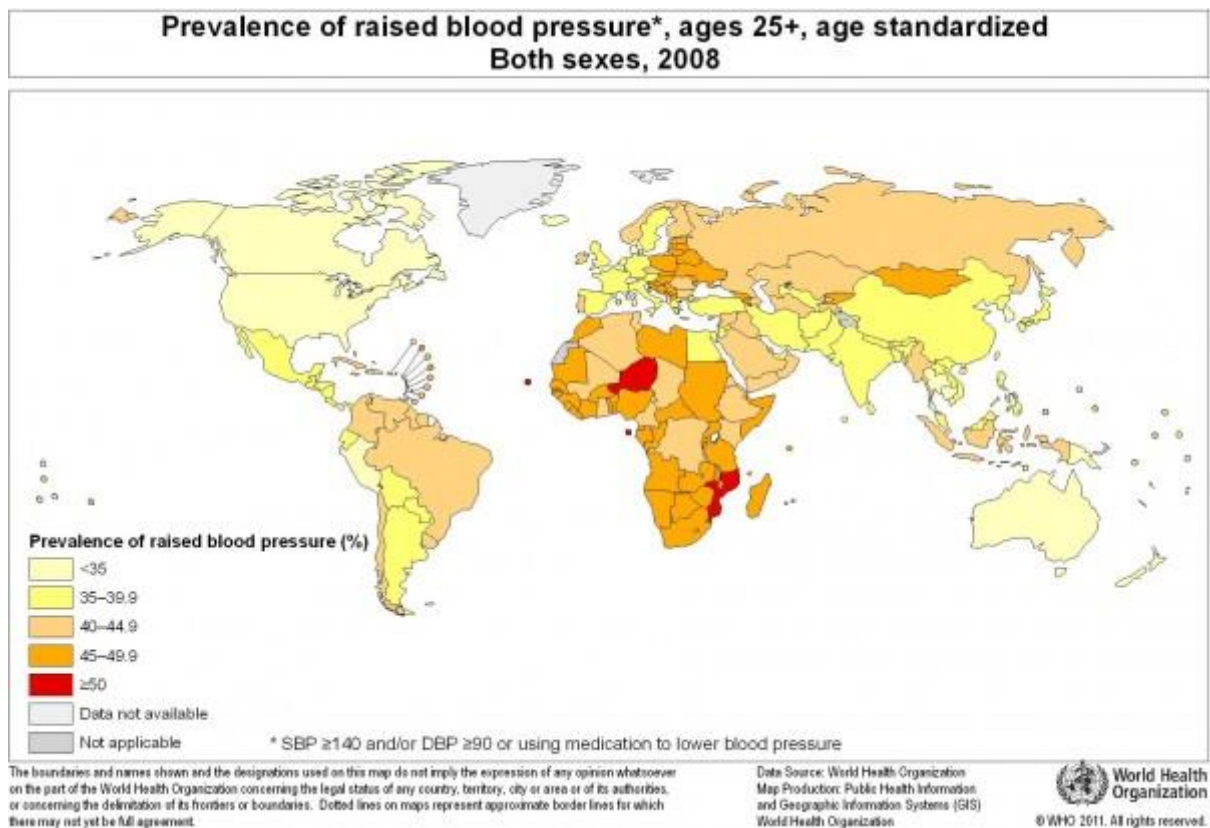 Prevalence of raised blood pressure*, ages 25+, age standardized
Both sexes, 2008
Prevalence of raised blood pressure (%)
<35
35–39.9
40–44.9
45–49.9
≥50
Data not available
Not applicable
* SBP ≥140 and/or DBP ≥90 or using medication to lower blood pressure
The boundaries and names shown and the designations used on this map do not imply the expression of any opinion whatsoever
on the part of the World Health Organization concerning the legal status of any country, territory, city or area or of its authorities,
or concerning the delimitation of its frontiers or boundaries. Dotted lines on maps represent approximate border lines for which
there may not yet be full agreement.
Data Source: World Health Organization
Map Production: Public Health Information
and Geographic Information Systems (GIS)
World Health Organization
World Health
Organization
© WHO 2011. All rights reserved.